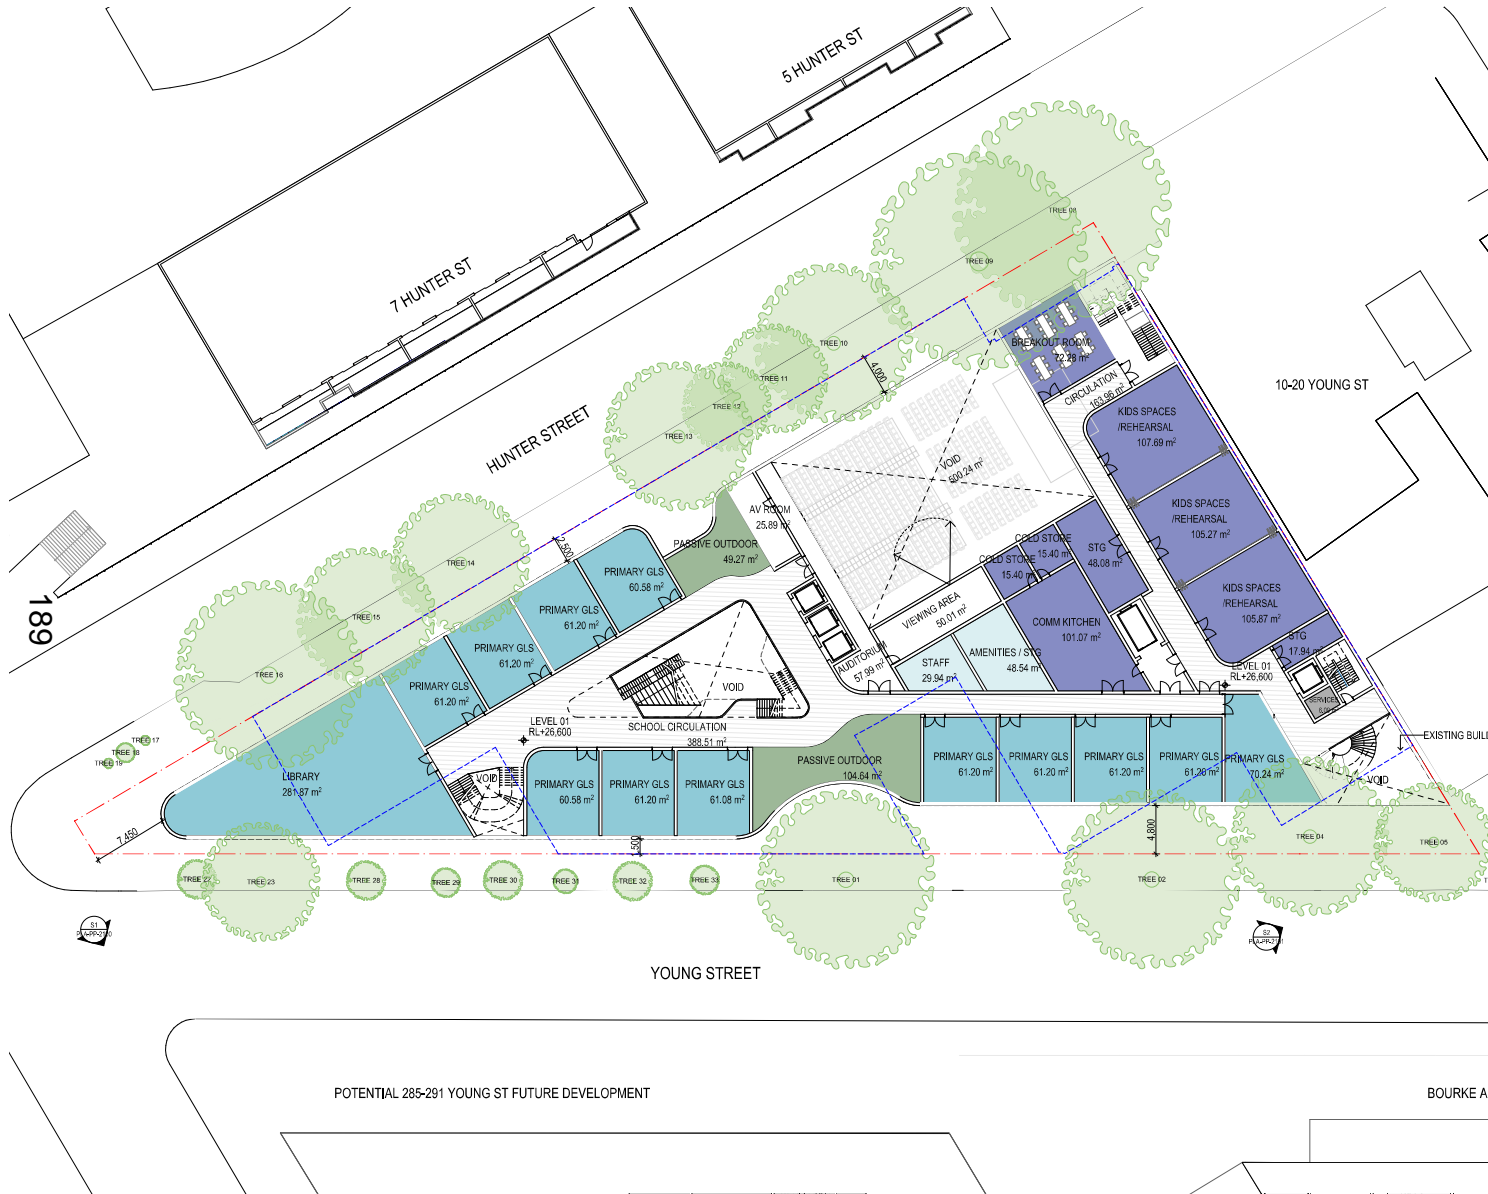 5 HUNTER ST
7 HUNTER ST
HUNTER STREET
10-20 YOUNG ST
189
TREE 08
TREE 09
TREE 10
TREE 11
TREE 12
TREE 13
TREE 14
TREE 15
TREE 16
TREE 17
TREE 18
TREE 19
4,000
2,500
BREAKOUT ROOM
72.28 m²
CIRCULATION
163.96 m²
KIDS SPACES
/REHEARSAL
107.69 m²
KIDS SPACES
/REHEARSAL
105.27 m²
KIDS SPACES
/REHEARSAL
105.87 m²
STG
17.94 m²
VOID
500.24 m²
AV ROOM
25.89 m²
PASSIVE OUTDOOR
49.27 m²
COLD STORE
15.40 m²
COLD STORE
15.40 m²
STG
48.08 m²
VIEWING AREA
50.01 m²
COMM KITCHEN
101.07 m²
AMENITIES / STG
48.54 m²
STAFF
29.94 m²
AUDITORIUM
57.99 m²
LEVEL 01
RL+26,600
SERVICES
EXISTING BUIL
VOID
PRIMARY GLS
60.58 m²
PRIMARY GLS
61.20 m²
PRIMARY GLS
61.20 m²
PRIMARY GLS
61.20 m²
VOID
LEVEL 01
RL+26,600
SCHOOL CIRCULATION
388.51 m²
LIBRARY
281.87 m²
VOID
PRIMARY GLS
60.58 m²
PRIMARY GLS
61.20 m²
PRIMARY GLS
61.08 m²
PASSIVE OUTDOOR
104.64 m²
PRIMARY GLS
61.20 m²
PRIMARY GLS
61.20 m²
PRIMARY GLS
61.20 m²
PRIMARY GLS
61.20 m²
PRIMARY GLS
70.24 m²
7,450
4,800
TREE 23
TREE 28
TREE 29
TREE 30
TREE 31
TREE 32
TREE 33
TREE 01
TREE 02
TREE 04
TREE 05
S1
S2
YOUNG STREET
POTENTIAL 285-291 YOUNG ST FUTURE DEVELOPMENT
BOURKE A